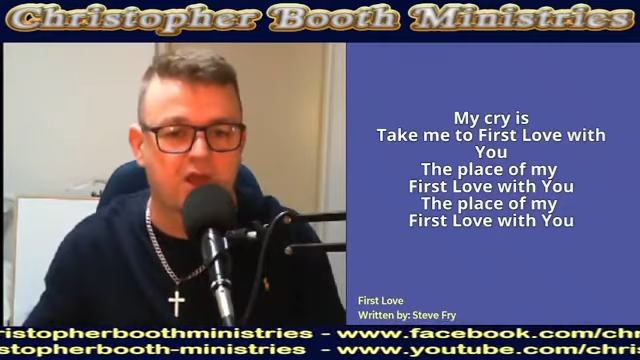 Christopher Booth Ministries
My cry is
Take me to First Love with
You
The place of my
First Love with You
The place of my
First Love with You
First Love
Written by: Steve Fry
ristopherboothministries - www.facebook.com/chr
stopherbooth-ministries - www.youtube.com/chris